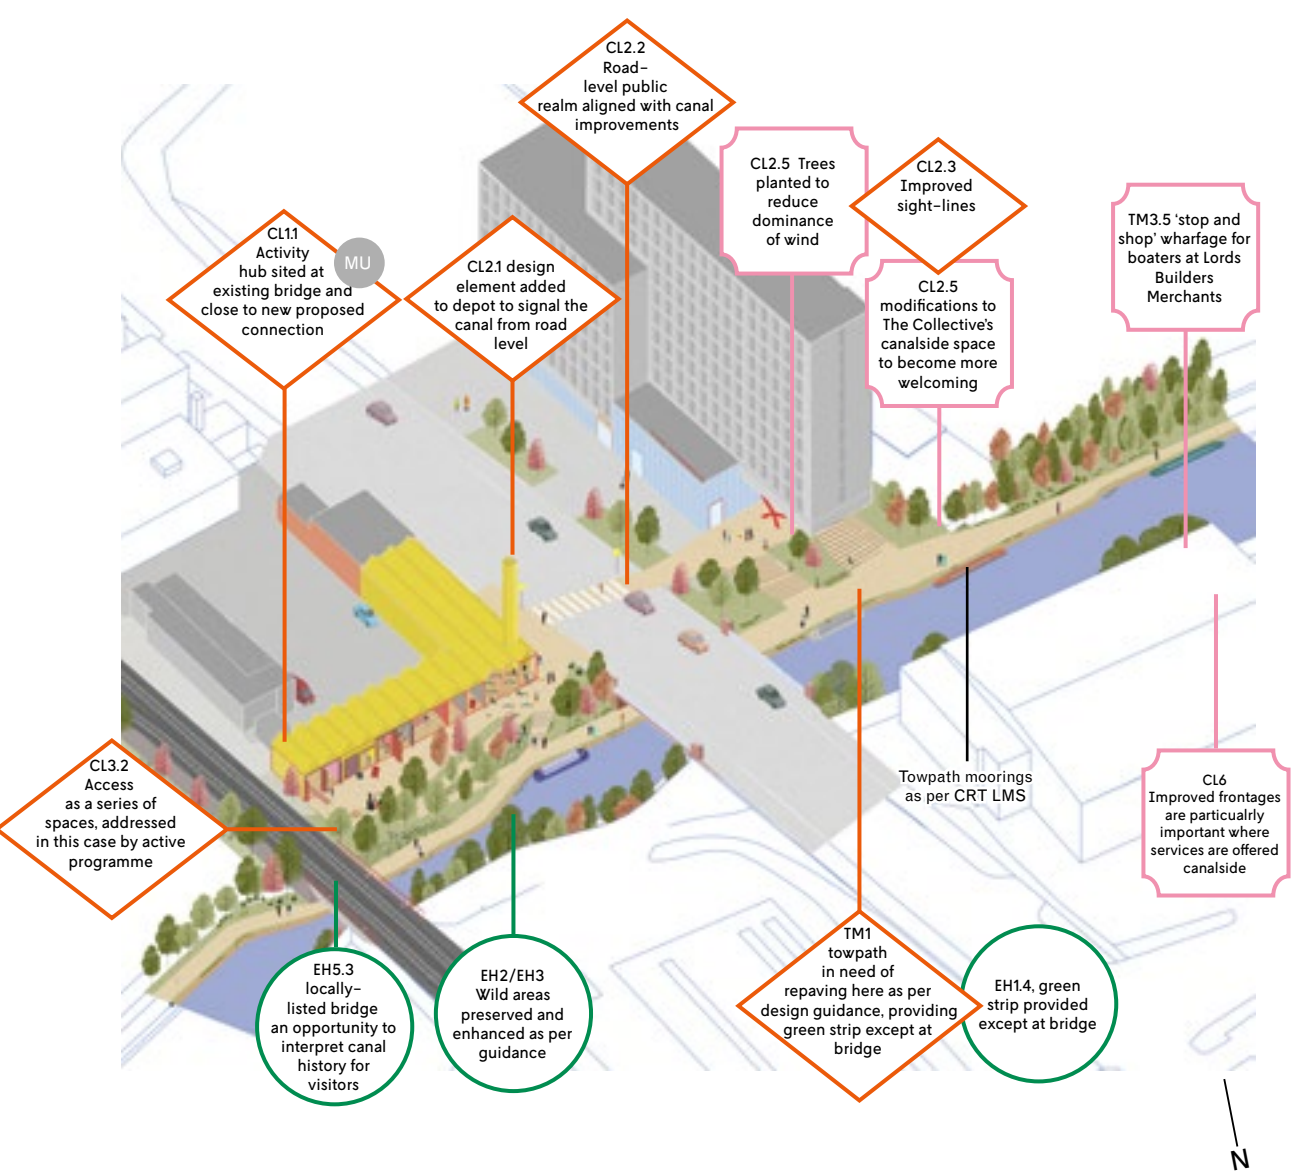 CL2.2
Road-
level public
realm aligned with canal
improvements
CL2.5 Trees
planted to
reduce
dominance
of wind
CL2.3
Improved
sight-lines
TM3.5 'stop and
shop' wharfage for
boaters at Lords
Builders
Merchants
CL1.1
Activity
hub sited at
existing bridge and
close to new proposed
connection
MU
CL2.1 design
element added
to depot to signal the
canal from road
level
CL2.5
modifications to
The Collective's
canalside space
to become more
welcoming
CL3.2
Access
as a series of
spaces, addressed
in this case by active
programme
Towpath moorings
as per CRT LMS
CL6
Improved frontages
are particualrly
important where
services are offered
canalside
EH5.3
locally-
listed bridge
an opportunity to
interpret canal
history for
visitors
EH2/EH3
Wild areas
preserved and
enhanced as per
guidance
TM1
towpath
in need of
repaving here as per
design guidance, providing
green strip except at
bridge
EH1.4, green
strip provided
except at bridge
N